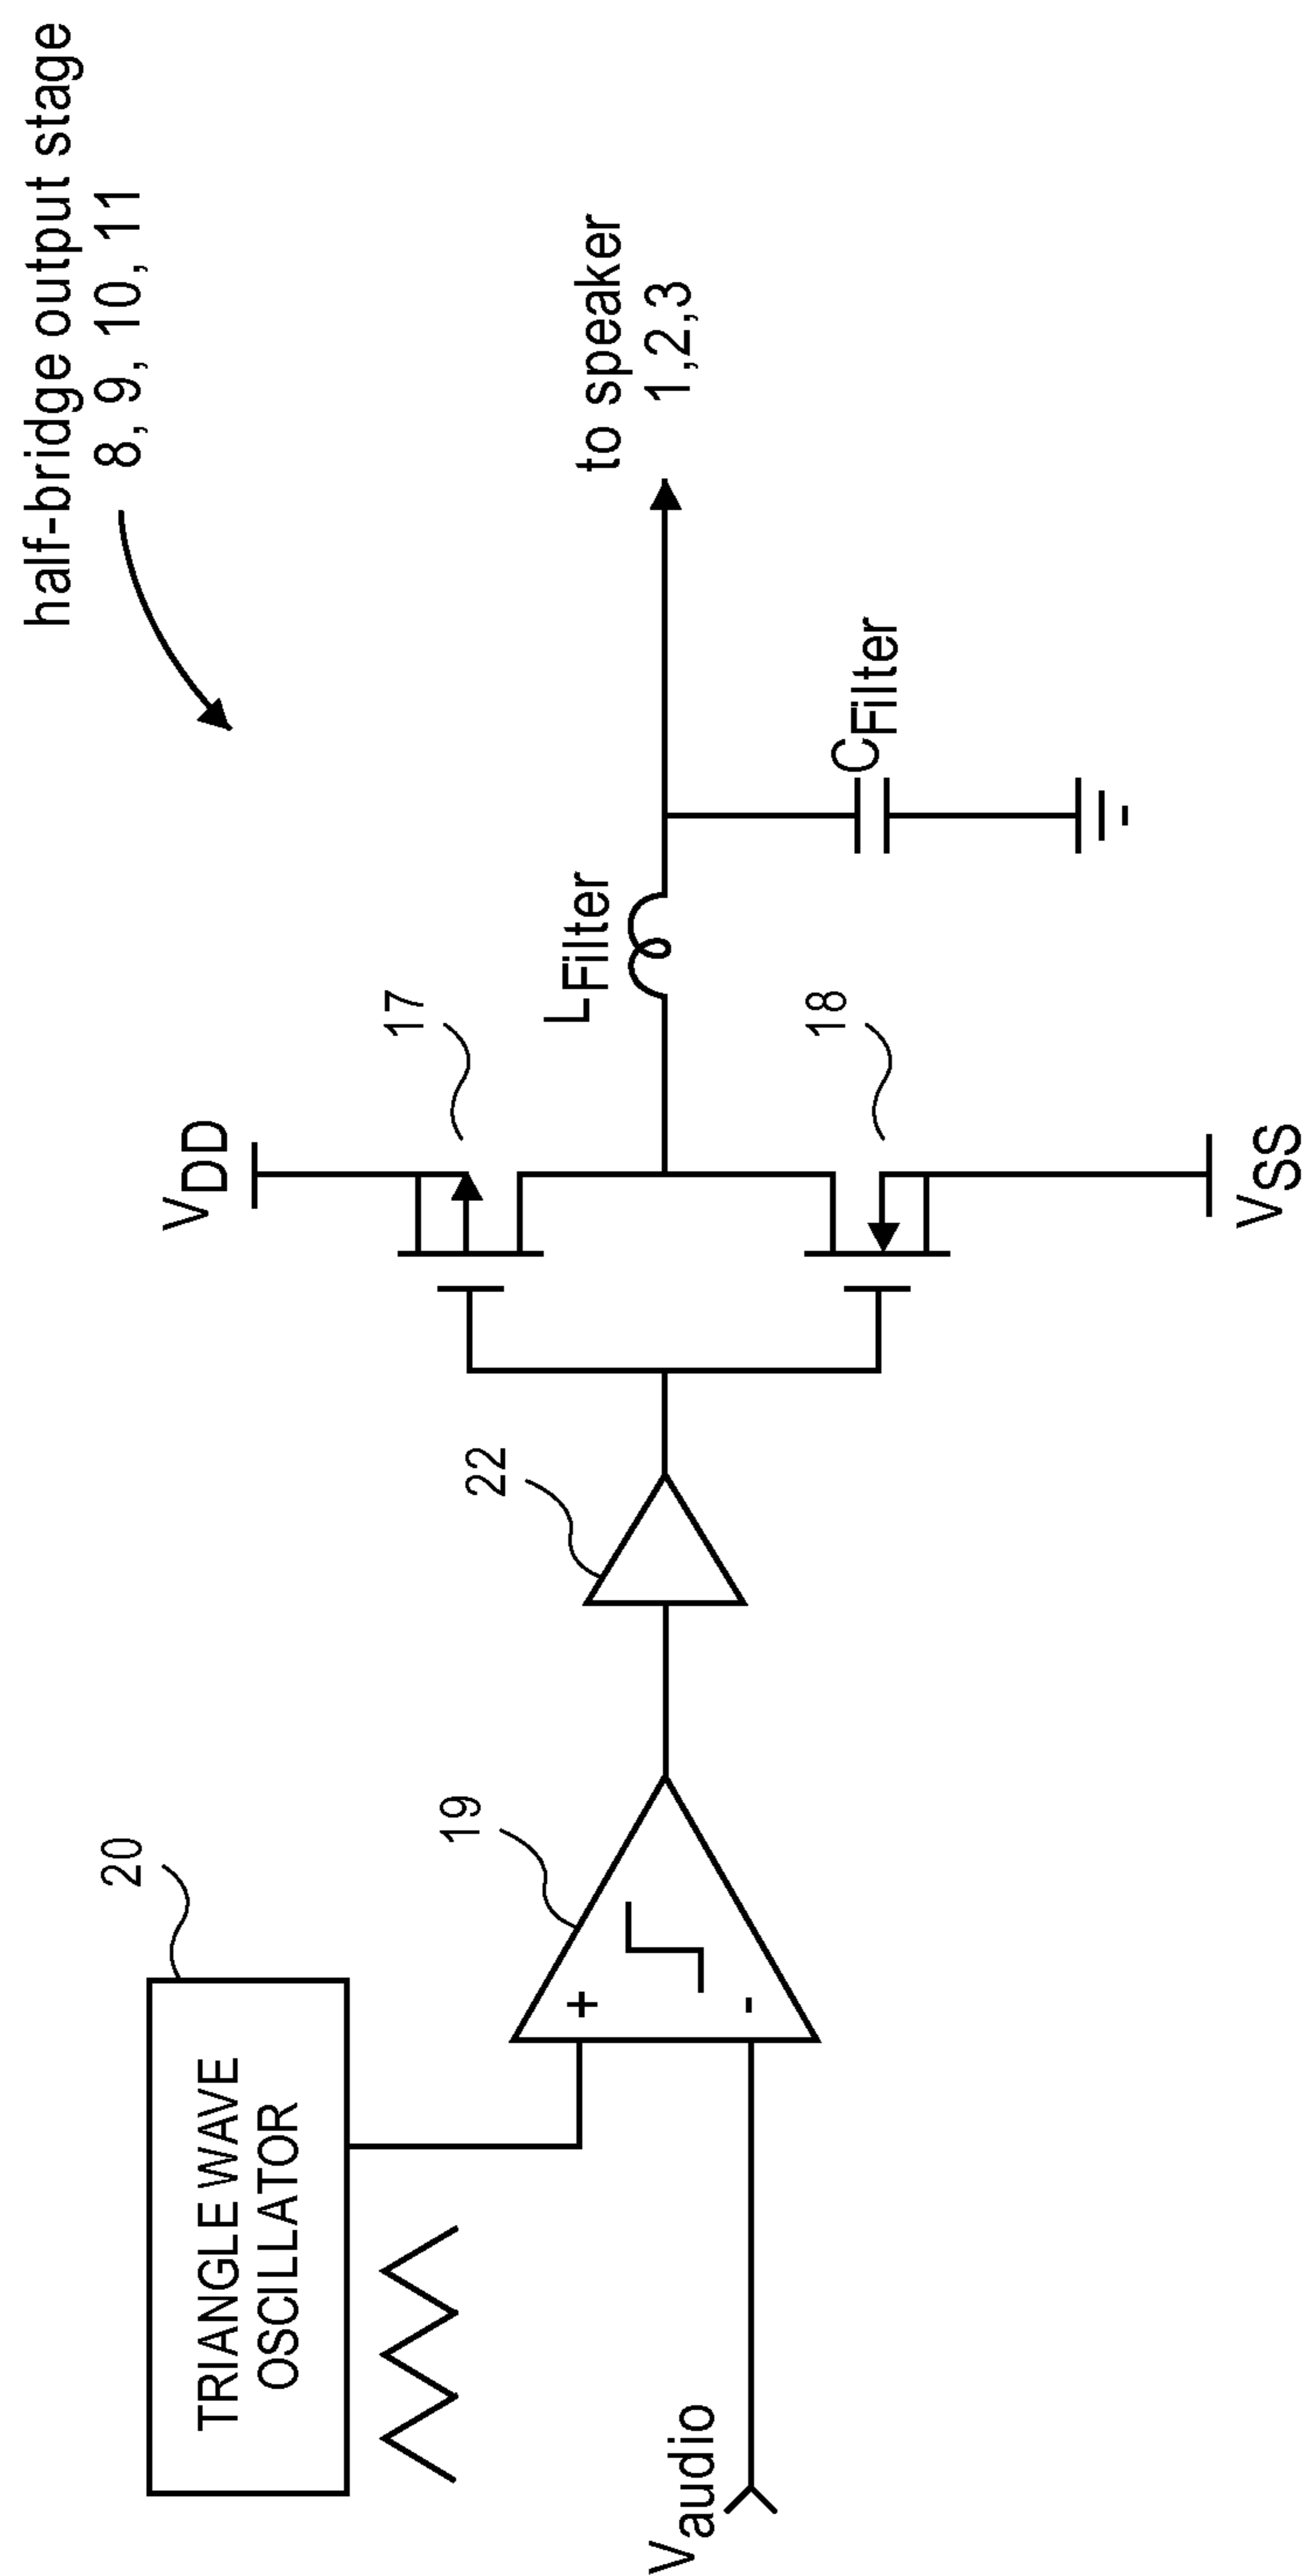 half-bridge output stage
8, 9, 10, 11
TRIANGLE WAVE
OSCILLATOR
20
Vaudio
+
-
19
22
VDD
17
18
VSS
LFilter
CFilter
to speaker
1,2,3